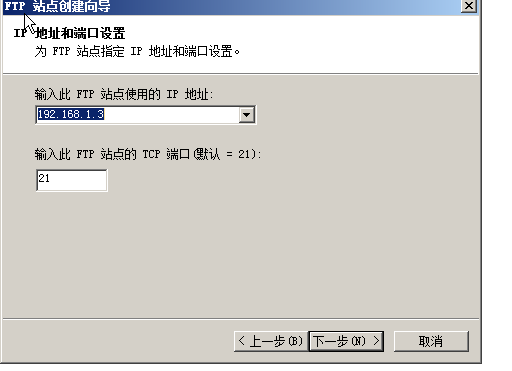 FTP 站点创建向导
IP 地址和端口设置
为 FTP 站点指定 IP 地址和端口设置。
输入此 FTP 站点使用的 IP 地址:
192.168.1.3
输入此 FTP 站点的 TCP 端口(默认 = 21):
21
< 上一步(B) 下一步(N) > 取消